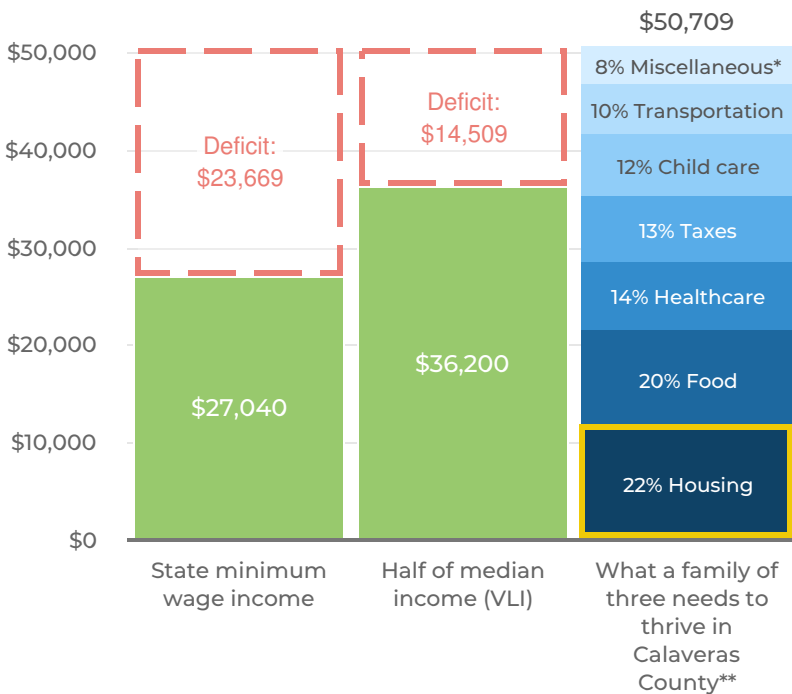 $50,709
$50,000
$40,000
$30,000
$20,000
$10,000
$0
Deficit:
$23,669
$27,040
Deficit:
$14,509
$36,200
8% Miscellaneous*
10% Transportation
12% Child care
13% Taxes
14% Healthcare
20% Food
22% Housing
State minimum
wage income
Half of median
income (VLI)
What a family of
three needs to
thrive in
Calaveras
County**